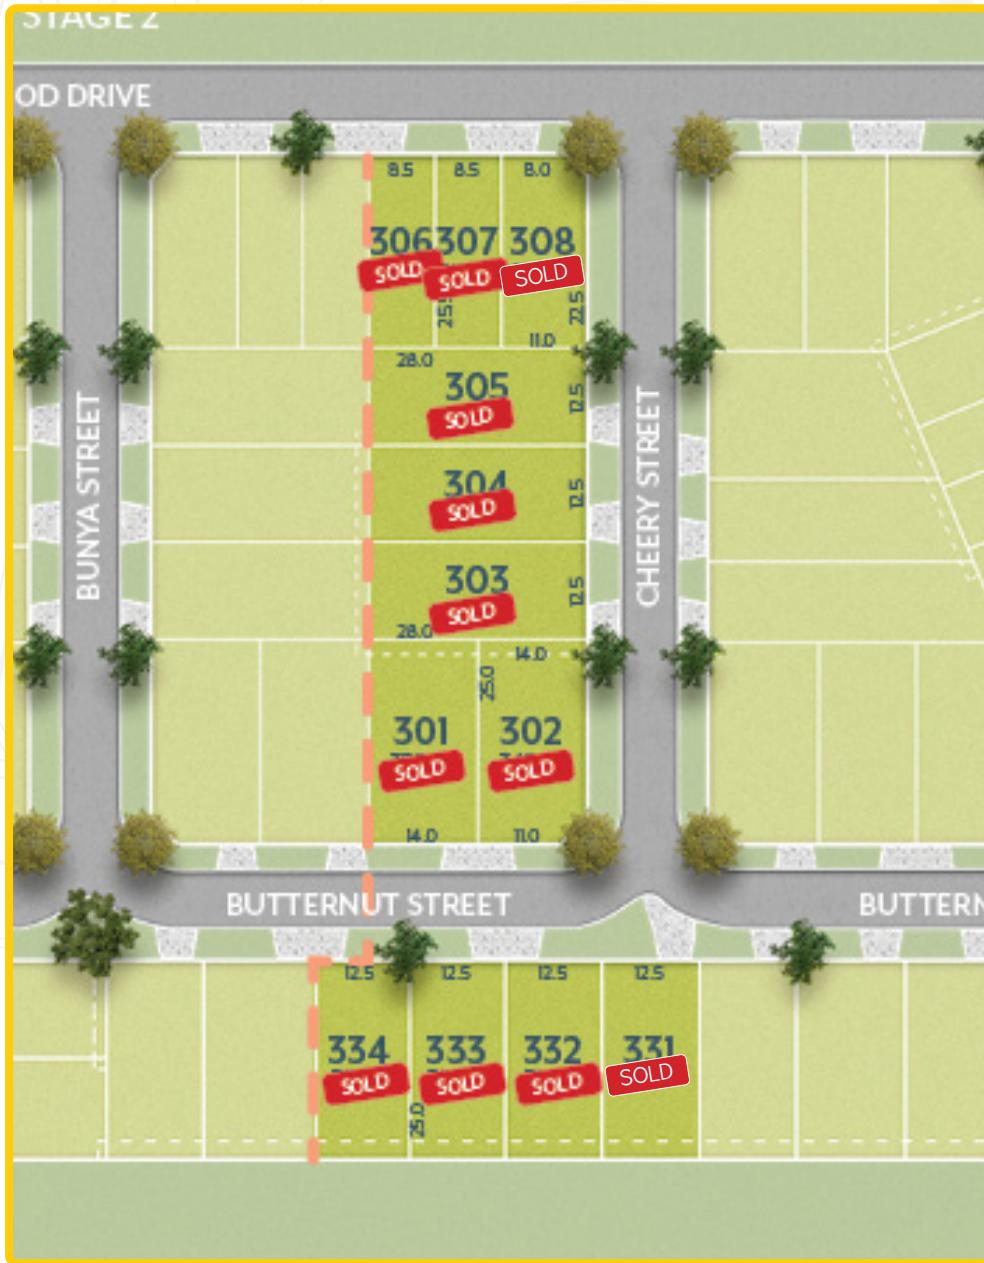 STAGE 2
OD DRIVE
8.5 8.5 8.0
306 307 308
SOLD SOLD SOLD
22.5
11.0
28.0
305
SOLD
12.5
BUNYA STREET
CHEERY STREET
304
SOLD
12.5
303
SOLD
12.5
28.0
14.0
25.0
301 302
SOLD SOLD
14.0 11.0
BUTTERNUT STREET BUTTERN
12.5 12.5 12.5 12.5
334 333 332 331
SOLD SOLD SOLD SOLD
25.0